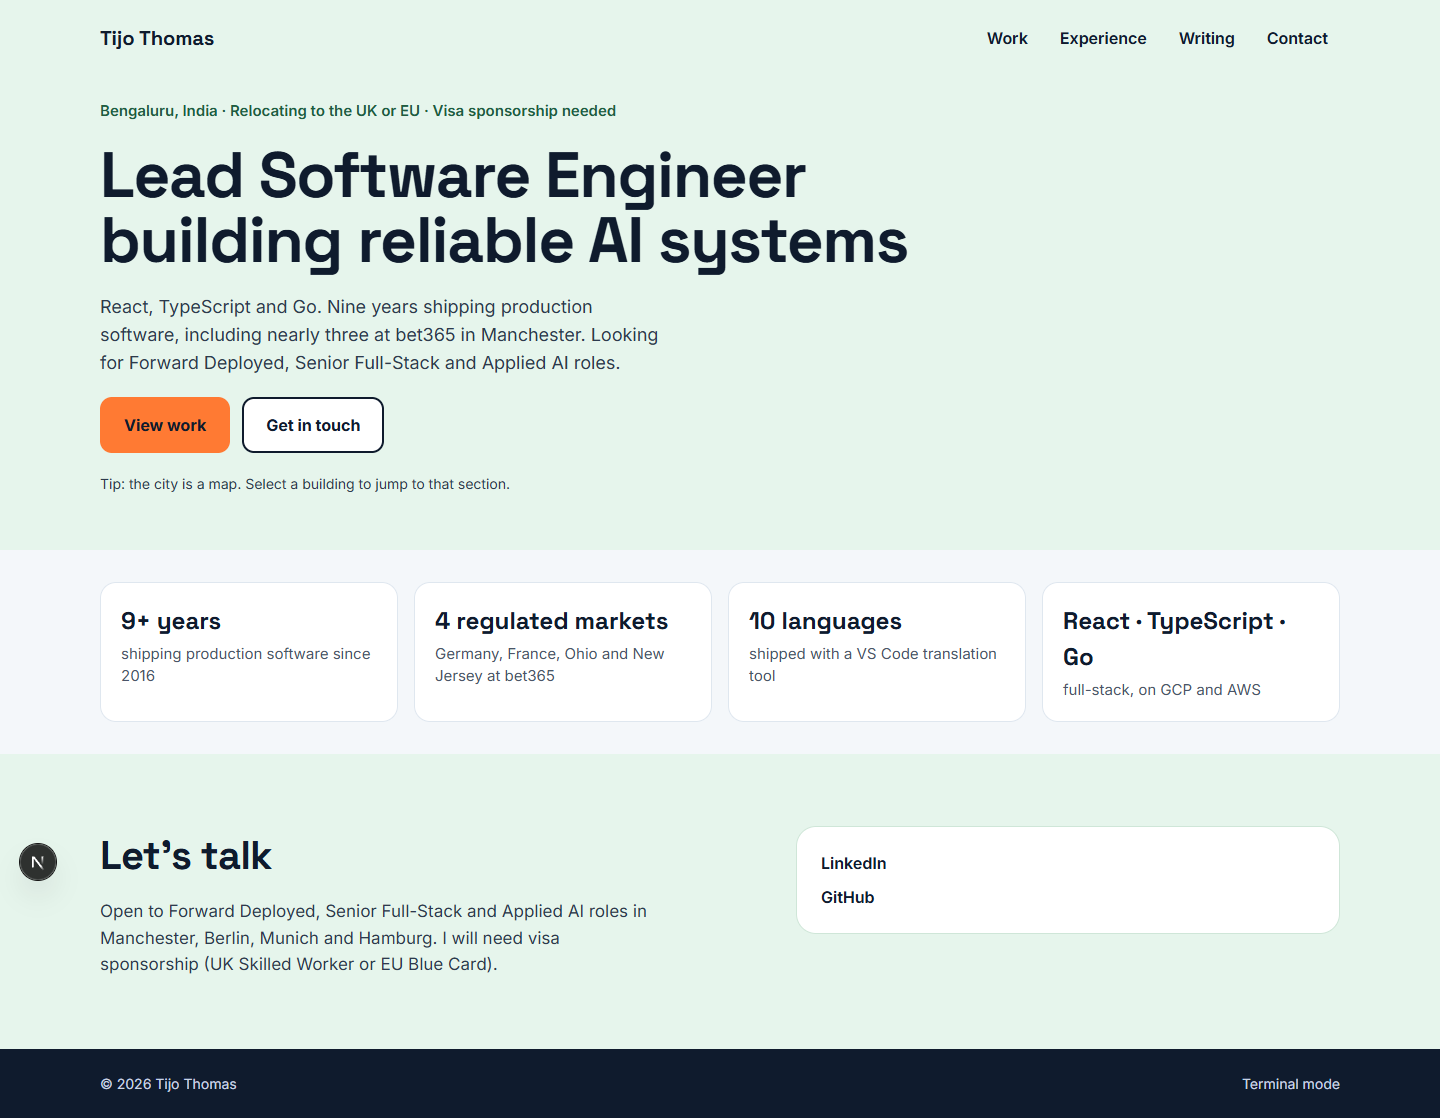 Tijo Thomas
Work Experience Writing Contact
Bengaluru, India · Relocating to the UK or EU · Visa sponsorship needed
Lead Software Engineer
building reliable AI systems
React, TypeScript and Go. Nine years shipping production
software, including nearly three at bet365 in Manchester. Looking
for Forward Deployed, Senior Full-Stack and Applied AI roles.
View work
Get in touch
Tip: the city is a map. Select a building to jump to that section.
9+ years
shipping production software since
2016
4 regulated markets
Germany, France, Ohio and New
Jersey at bet365
10 languages
shipped with a VS Code translation
tool
React · TypeScript ·
Go
full-stack, on GCP and AWS
N
Let’s talk
Open to Forward Deployed, Senior Full-Stack and Applied AI roles in
Manchester, Berlin, Munich and Hamburg. I will need visa
sponsorship (UK Skilled Worker or EU Blue Card).
LinkedIn
GitHub
© 2026 Tijo Thomas
Terminal mode